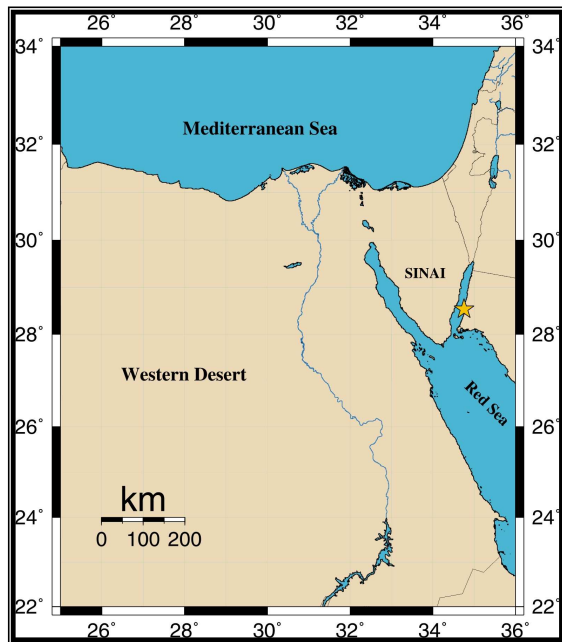 26° 28° 30° 32° 34° 36°
34° 34°
Mediterranean Sea
32° 32°
30° 30°
SINAI
28° 28°
Western Desert
Red Sea
26° 26°
km
24° 24°
0 100 200
22° 22°
26° 28° 30° 32° 34° 36°